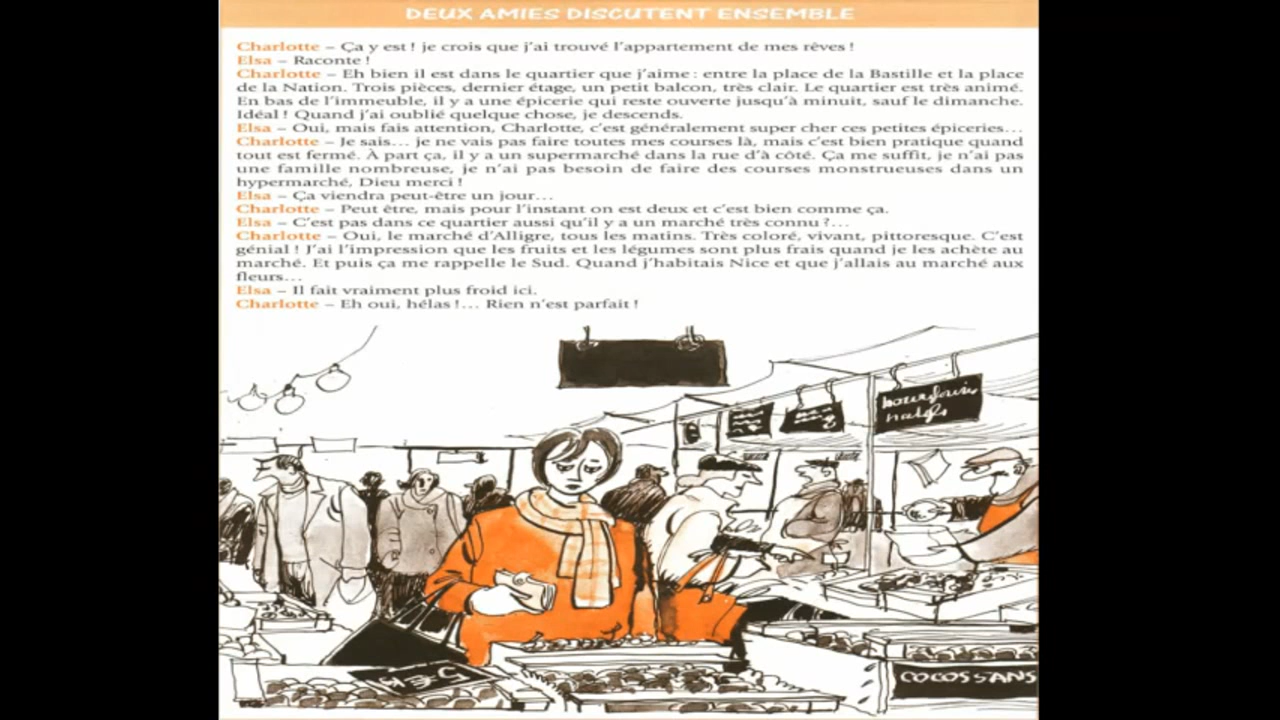 DEUX AMIES DISCUTENT ENSEMBLE
Charlotte – Ça y est ! je crois que j'ai trouvé l'appartement de mes rêves !
Elsa – Raconte !
Charlotte – Eh bien il est dans le quartier que j'aime : entre la place de la Bastille et la place
de la Nation. Trois pièces, dernier étage, un petit balcon, très clair. Le quartier est très animé.
En bas de l'immeuble, il y a une épicerie qui reste ouverte jusqu'à minuit, sauf le dimanche.
Idéal ! Quand j'ai oublié quelque chose, je descends.
Elsa – Oui, mais fais attention, Charlotte, c'est généralement super cher ces petites épiceries…
Charlotte – Je sais… je ne vais pas faire toutes mes courses là, mais c'est bien pratique quand
tout est fermé. À part ça, il y a un supermarché dans la rue d'à côté. Ça me suffit, je n'ai pas
une famille nombreuse, je n'ai pas besoin de faire des courses monstrueuses dans un
hypermarché, Dieu merci !
Elsa – Ça viendra peut-être un jour…
Charlotte – Peut être, mais pour l'instant on est deux et c'est bien comme ça.
Elsa – C'est pas dans ce quartier aussi qu'il y a un marché très connu ?…
Charlotte – Oui, le marché d'Alligre, tous les matins. Très coloré, vivant, pittoresque. C'est
génial ! J'ai l'impression que les fruits et les légumes sont plus frais quand je les achète au
marché. Et puis ça me rappelle le Sud. Quand j'habitais Nice et que j'allais au marché aux
fleurs…
Elsa – Il fait vraiment plus froid ici.
Charlotte – Eh oui, hélas !… Rien n'est parfait !